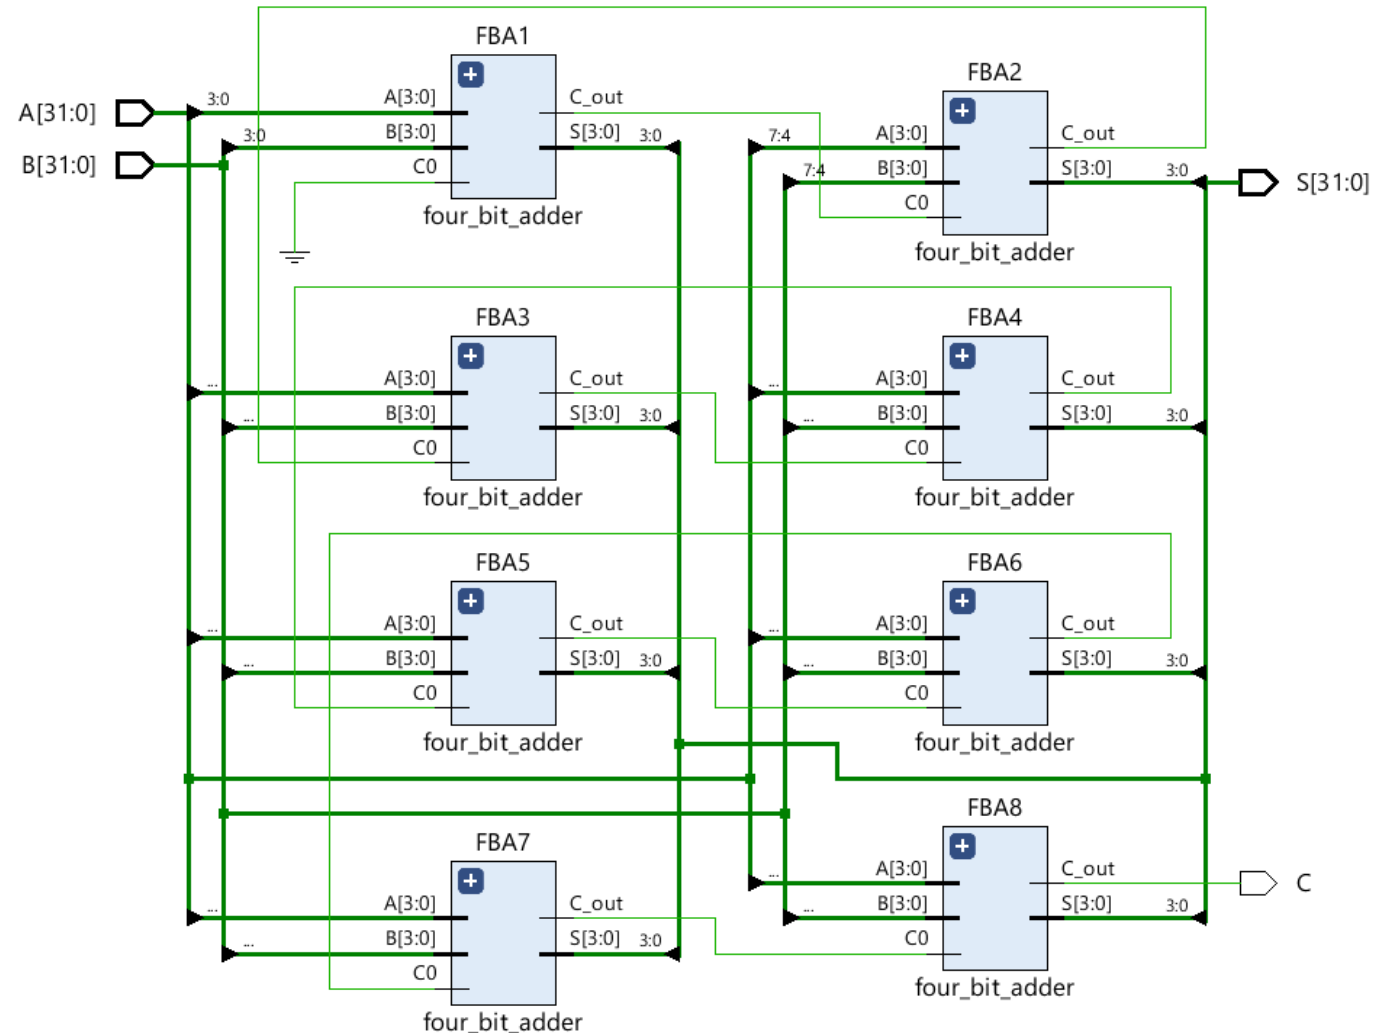 FBA1
FBA2
A[31:0]
3:0
A[3:0]
C_out
B[31:0]
3:0
B[3:0]
S[3:0]
3:0
C0
four_bit_adder
7:4
A[3:0]
C_out
7:4
B[3:0]
S[3:0]
3:0
S[31:0]
C0
four_bit_adder
FBA3
FBA4
...
A[3:0]
C_out
...
B[3:0]
S[3:0]
3:0
C0
four_bit_adder
...
A[3:0]
C_out
...
B[3:0]
S[3:0]
3:0
C0
four_bit_adder
FBA5
FBA6
...
A[3:0]
C_out
...
B[3:0]
S[3:0]
3:0
C0
four_bit_adder
...
A[3:0]
C_out
...
B[3:0]
S[3:0]
3:0
C0
four_bit_adder
FBA7
FBA8
...
A[3:0]
C_out
...
B[3:0]
S[3:0]
3:0
C0
four_bit_adder
...
A[3:0]
C_out
C
...
B[3:0]
S[3:0]
3:0
C0
four_bit_adder